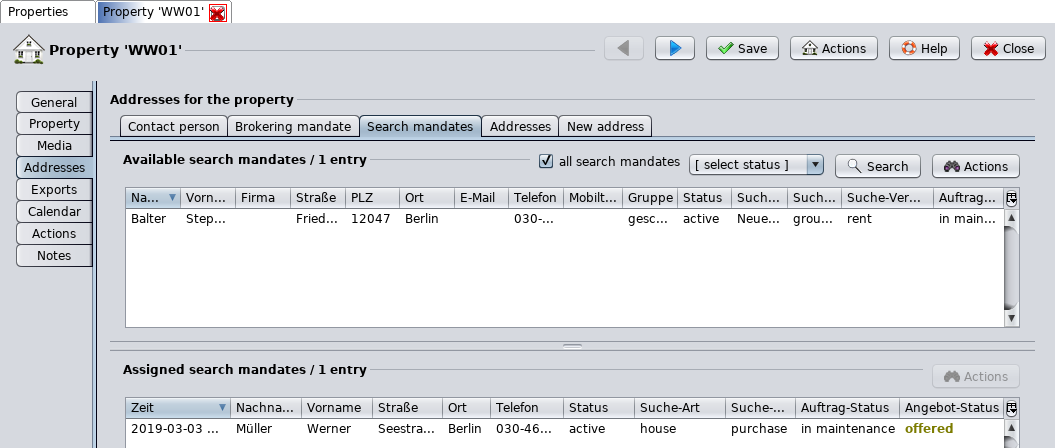 Properties Property 'WW01'
Property 'WW01' Save Actions Help Close
General
Property
Media
Addresses
Exports
Calendar
Actions
Notes
Addresses for the property
Contact person Brokering mandate Search mandates Addresses New address
Available search mandates / 1 entry all search mandates [ select status ] Search Actions
Na... Vorn... Firma Straße PLZ Ort E-Mail Telefon Mobilt... Gruppe Status Such... Such... Suche-Ver... Auftrag...
Balter Step... Fried... 12047 Berlin 030-... gesc... active Neue... grou... rent in main...
Assigned search mandates / 1 entry Actions
Zeit Nachna... Vorname Straße Ort Telefon Status Suche-Art Suche-... Auftrag-Status Angebot-Status
2019-03-03 ... Müller Werner Seestra... Berlin 030-46... active house purchase in maintenance offered